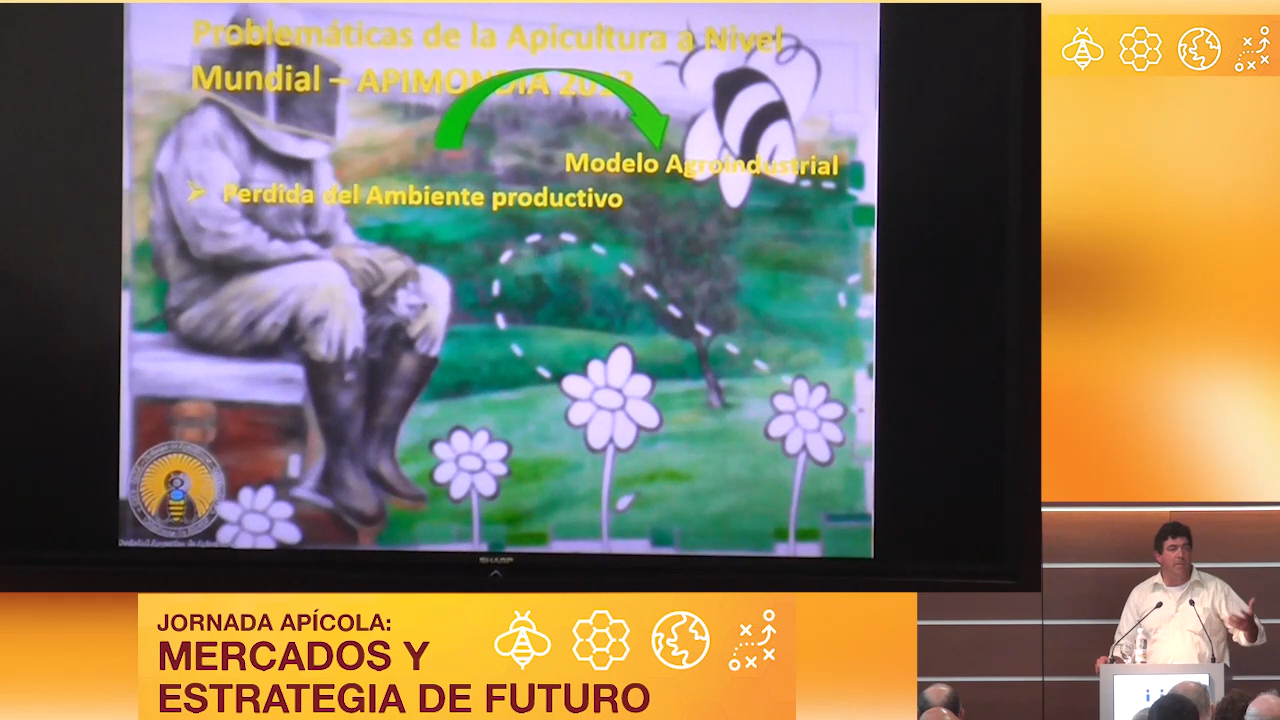 Problemáticas de la Apicultura a Nivel
Mundial – APIMONDIA 2013
Modelo Agroindustrial
Perdida del Ambiente productivo
SHARP
JORNADA APÍCOLA:
MERCADOS Y
ESTRATEGIA DE FUTURO